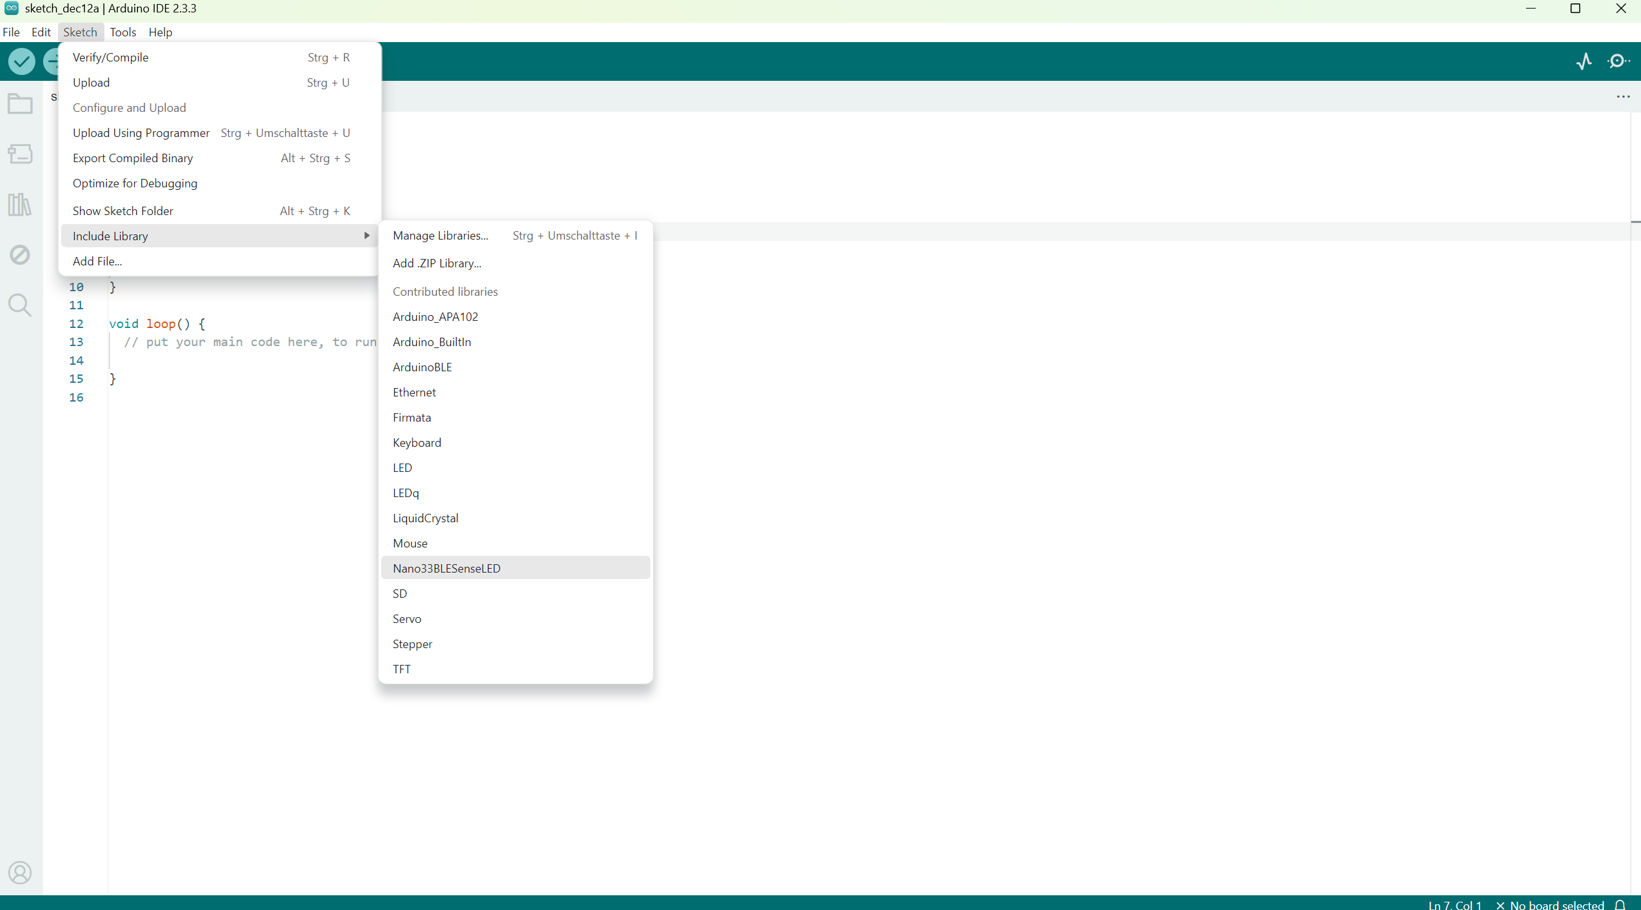 sketch_dec12a | Arduino IDE 2.3.3
File Edit Sketch Tools Help
Verify/Compile Strg + R
Upload Strg + U
Configure and Upload
Upload Using Programmer Strg + Umschalttaste + U
Export Compiled Binary Alt + Strg + S
Optimize for Debugging
Show Sketch Folder Alt + Strg + K
Include Library
Add File...
Manage Libraries... Strg + Umschalttaste + I
Add .ZIP Library...
Contributed libraries
Arduino_APA102
Arduino_BuiltIn
ArduinoBLE
Ethernet
Firmata
Keyboard
LED
LEDq
LiquidCrystal
Mouse
Nano33BLESenseLED
SD
Servo
Stepper
TFT
10 }
11
12 void loop() {
13 // put your main code here, to run
14
15 }
16
Ln 7, Col 1 × No board selected